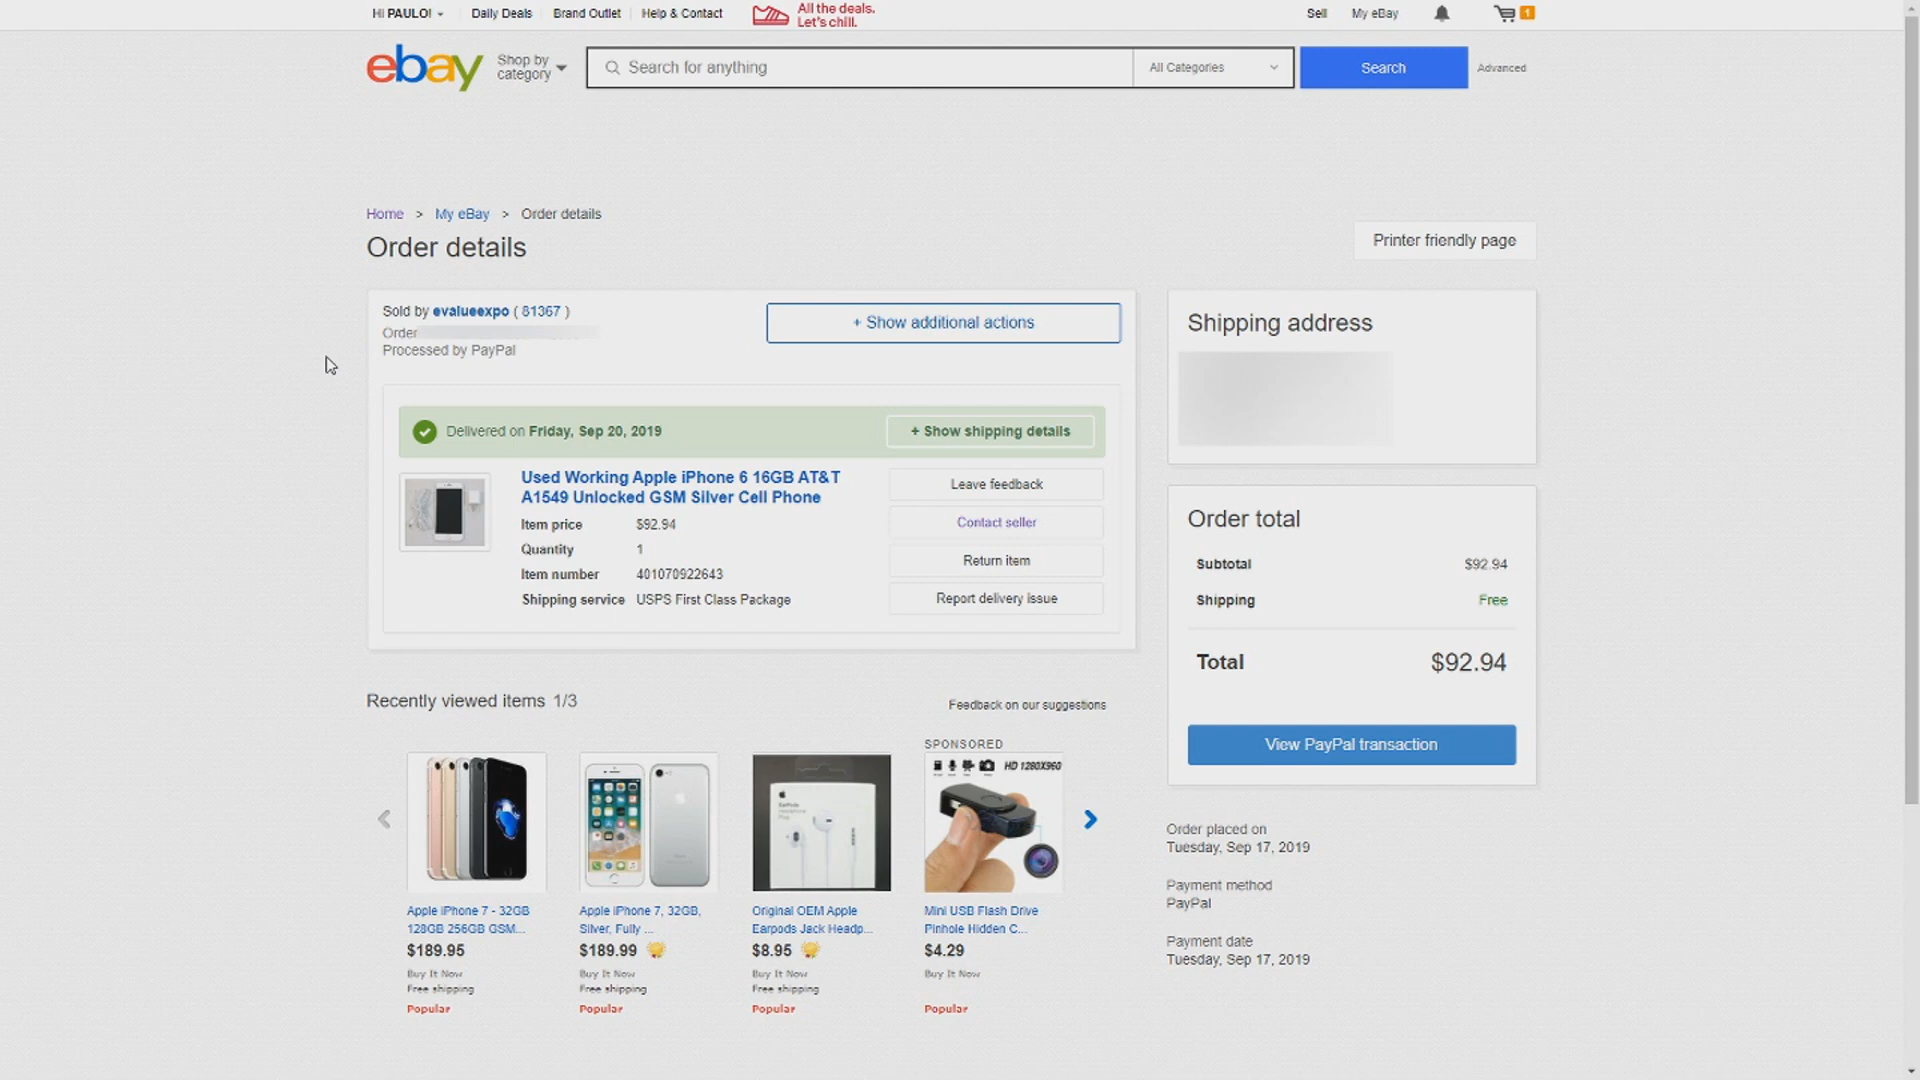 Hi PAULO!
Daily Deals
Brand Outlet
Help & Contact
All the deals.
Let's chill.
Sell
My eBay
1
ebay
Shop by
category
Search for anything
All Categories
Search
Advanced
Home > My eBay > Order details
Order details
Printer friendly page
Sold by evalueexpo ( 81367 )
Order
Processed by PayPal
+ Show additional actions
Delivered on Friday, Sep 20, 2019
+ Show shipping details
Used Working Apple iPhone 6 16GB AT&T
A1549 Unlocked GSM Silver Cell Phone
Item price $92.94
Quantity 1
Item number 401070922643
Shipping service USPS First Class Package
Leave feedback
Contact seller
Return item
Report delivery issue
Shipping address
Order total
Subtotal $92.94
Shipping Free
Total $92.94
View PayPal transaction
Order placed on
Tuesday, Sep 17, 2019
Payment method
PayPal
Payment date
Tuesday, Sep 17, 2019
Recently viewed items 1/3
Feedback on our suggestions
Apple iPhone 7 - 32GB
128GB 256GB GSM...
$189.95
Buy It Now
Free shipping
Popular
Apple iPhone 7, 32GB,
Silver, Fully ...
$189.99
Buy It Now
Free shipping
Popular
EarPods
Original OEM Apple
Earpods Jack Headp...
$8.95
Buy It Now
Free shipping
Popular
SPONSORED
HD 1280X960
Mini USB Flash Drive
Pinhole Hidden C...
$4.29
Buy It Now
Popular